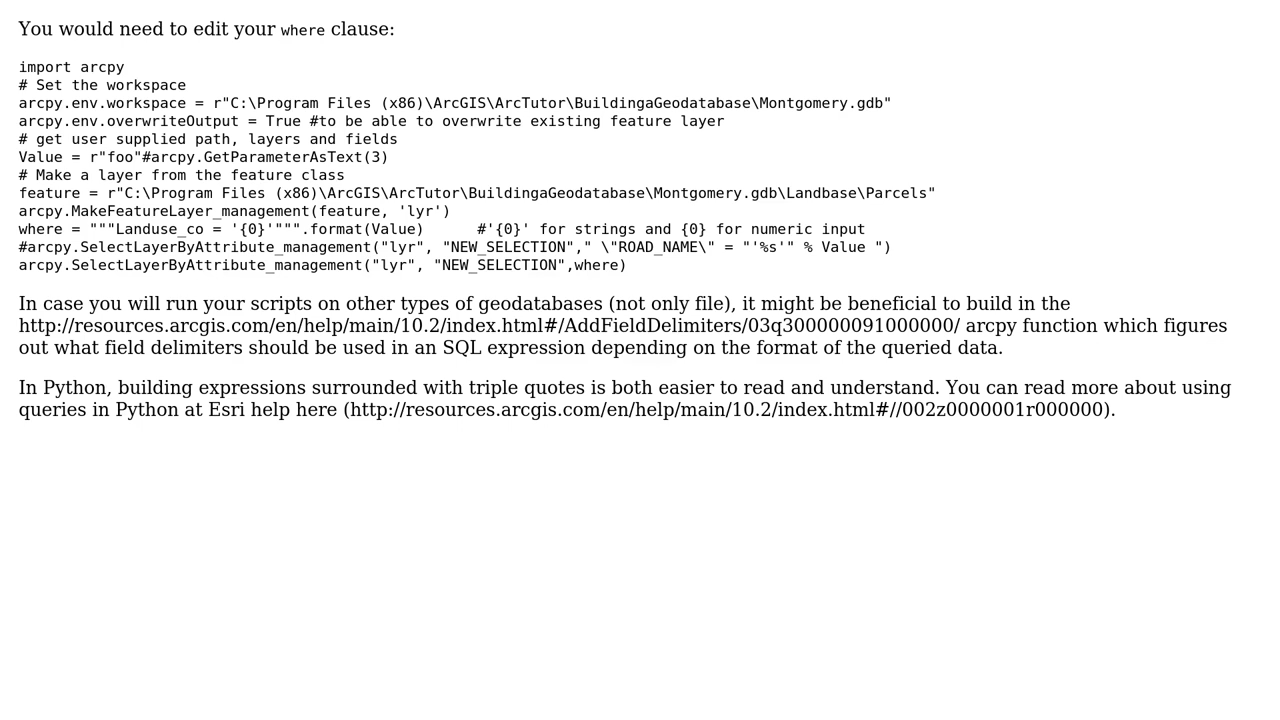 You would need to edit your where clause:
import arcpy
# Set the workspace
arcpy.env.workspace = r"C:\Program Files (x86)\ArcGIS\ArcTutor\BuildingaGeodatabase\Montgomery.gdb"
arcpy.env.overwriteOutput = True #to be able to overwrite existing feature layer
# get user supplied path, layers and fields
Value = r"foo"#arcpy.GetParameterAsText(3)
# Make a layer from the feature class
feature = r"C:\Program Files (x86)\ArcGIS\ArcTutor\BuildingaGeodatabase\Montgomery.gdb\Landbase\Parcels"
arcpy.MakeFeatureLayer_management(feature, 'lyr')
where = """Landuse_co = '{0}'""".format(Value)      #'{0}' for strings and {0} for numeric input
#arcpy.SelectLayerByAttribute_management("lyr", "NEW_SELECTION"," \"ROAD_NAME\" = "'%s'" % Value ")
arcpy.SelectLayerByAttribute_management("lyr", "NEW_SELECTION",where)
In case you will run your scripts on other types of geodatabases (not only file), it might be beneficial to build in the
http://resources.arcgis.com/en/help/main/10.2/index.html#/AddFieldDelimiters/03q300000091000000/ arcpy function which figures
out what field delimiters should be used in an SQL expression depending on the format of the queried data.
In Python, building expressions surrounded with triple quotes is both easier to read and understand. You can read more about using
queries in Python at Esri help here (http://resources.arcgis.com/en/help/main/10.2/index.html#//002z0000001r000000).